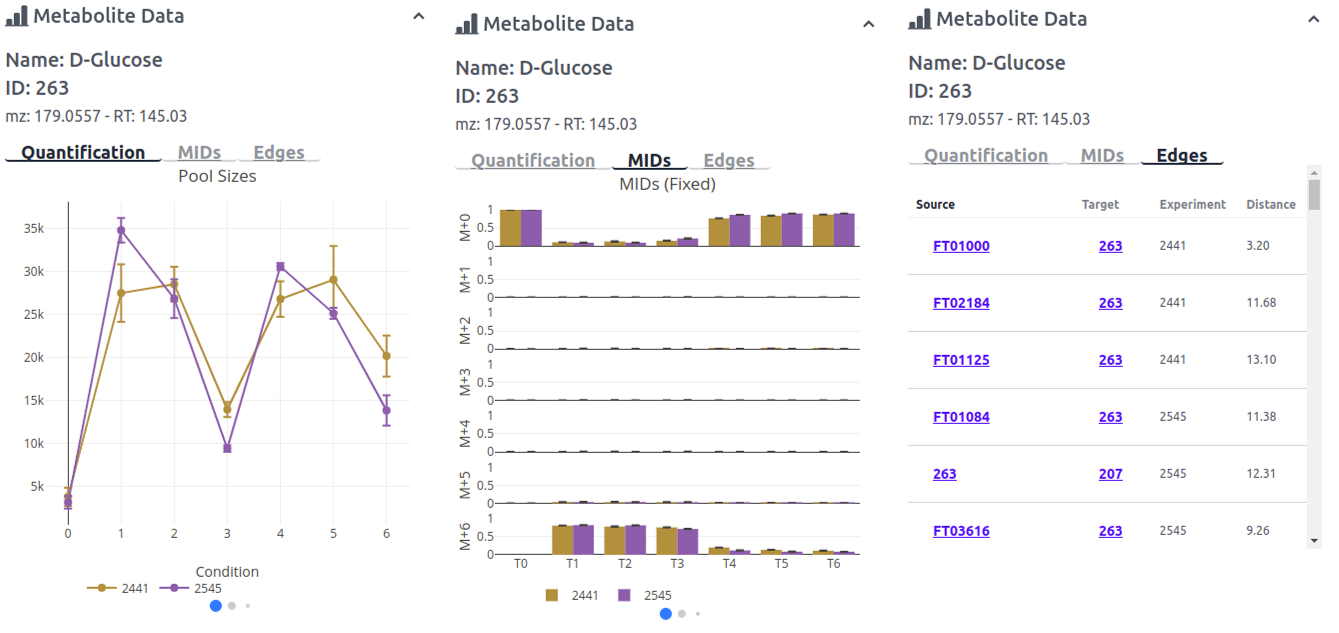 Metabolite Data
Name: D-Glucose
ID: 263
mz: 179.0557 - RT: 145.03
Quantification MIDs Edges
Pool Sizes
35k
30k
25k
20k
15k
10k
5k
0 1 2 3 4 5 6
Condition
2441 2545
Metabolite Data
Name: D-Glucose
ID: 263
mz: 179.0557 - RT: 145.03
Quantification MIDs Edges
MIDs (Fixed)
M+0
1
0.5
0
M+1
1
0.5
0
M+2
1
0.5
0
M+3
1
0.5
0
M+4
1
0.5
0
M+5
1
0.5
0
M+6
1
0.5
0
T0 T1 T2 T3 T4 T5 T6
2441 2545
Metabolite Data
Name: D-Glucose
ID: 263
mz: 179.0557 - RT: 145.03
Quantification MIDs Edges
Source Target Experiment Distance
FT01000 263 2441 3.20
FT02184 263 2441 11.68
FT01125 263 2441 13.10
FT01084 263 2545 11.38
263 207 2545 12.31
FT03616 263 2545 9.26